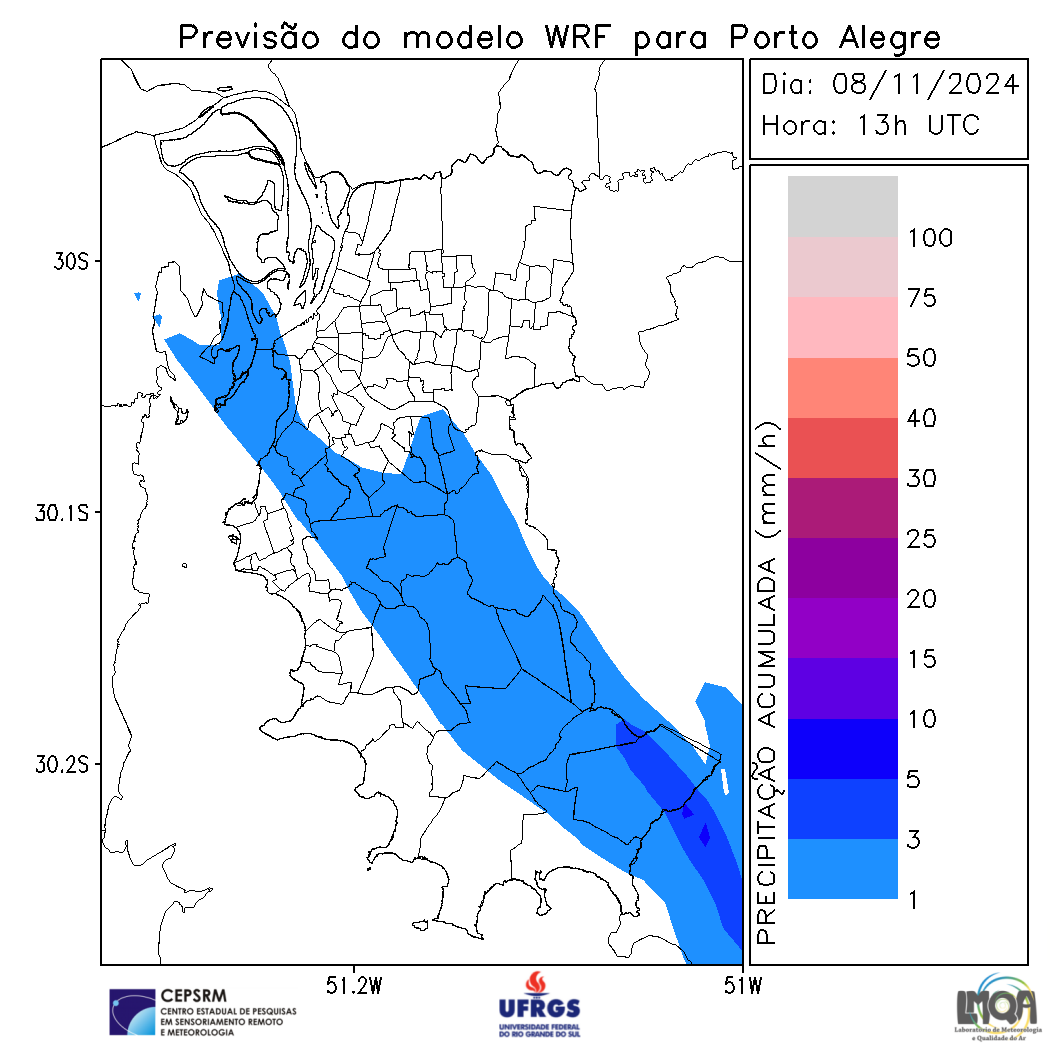 Previsão do modelo WRF para Porto Alegre
Dia: 08/11/2024
Hora: 13h UTC
30S
30.1S
30.2S
51.2W
51W
PRECIPITAÇÃO ACUMULADA (mm/h)
100
75
50
40
30
25
20
15
10
5
3
1
CEPSRM
CENTRO ESTADUAL DE PESQUISAS
EM SENSORIAMENTO REMOTO
E METEOROLOGIA
UFRGS
UNIVERSIDADE FEDERAL
DO RIO GRANDE DO SUL
LMQA
Laboratório de Meteorologia
e Qualidade do Ar